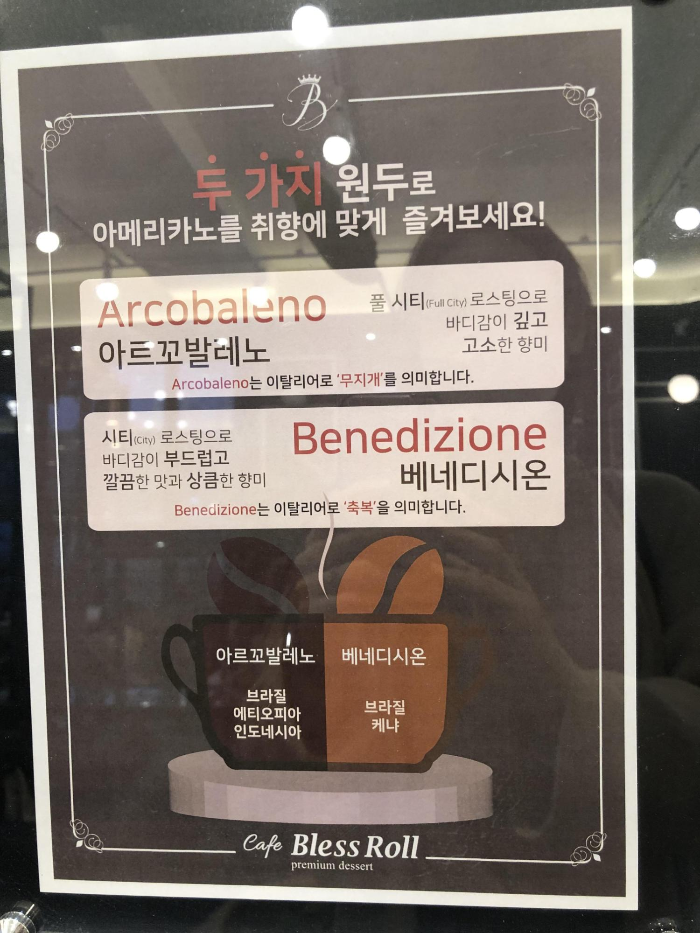 B
두 가지 원두로
아메리카노를 취향에 맞게 즐겨보세요!
Arcobaleno
아르꼬발레노
풀 시티(Full City) 로스팅으로
바디감이 깊고
고소한 향미
Arcobaleno는 이탈리어로 '무지개'를 의미합니다.
시티(City) 로스팅으로
바디감이 부드럽고
깔끔한 맛과 상큼한 향미
Benedizione
베네디시온
Benedizione는 이탈리어로 '축복'을 의미합니다.
아르꼬발레노
브라질
에티오피아
인도네시아
베네디시온
브라질
케냐
Cafe Bless Roll
premium dessert